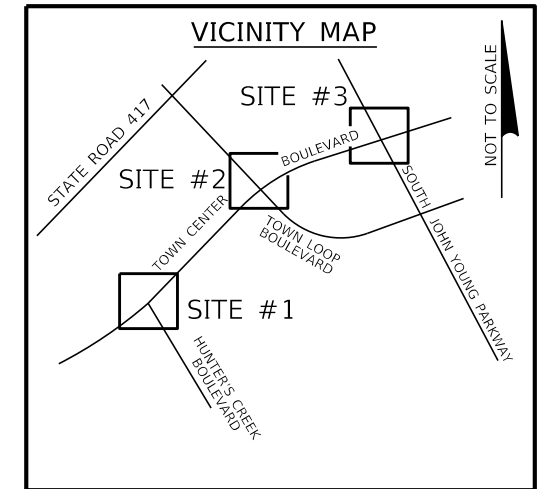 VICINITY MAP
NOT TO SCALE
SITE #3
STATE ROAD 417
BOULEVARD
SITE #2
SOUTH JOHN YOUNG PARKWAY
TOWN CENTER
TOWN LOOP
BOULEVARD
SITE #1
HUNTER'S CREEK
BOULEVARD